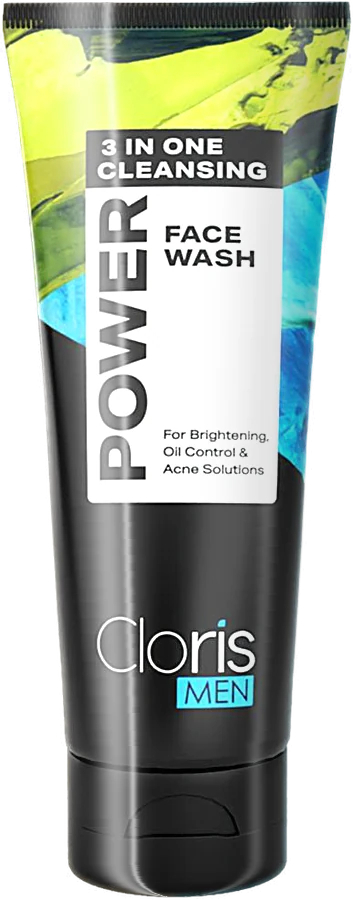 3 IN ONE
CLEANSING
POWER
FACE
WASH
For Brightening,
Oil Control &
Acne Solutions
Cloris
MEN